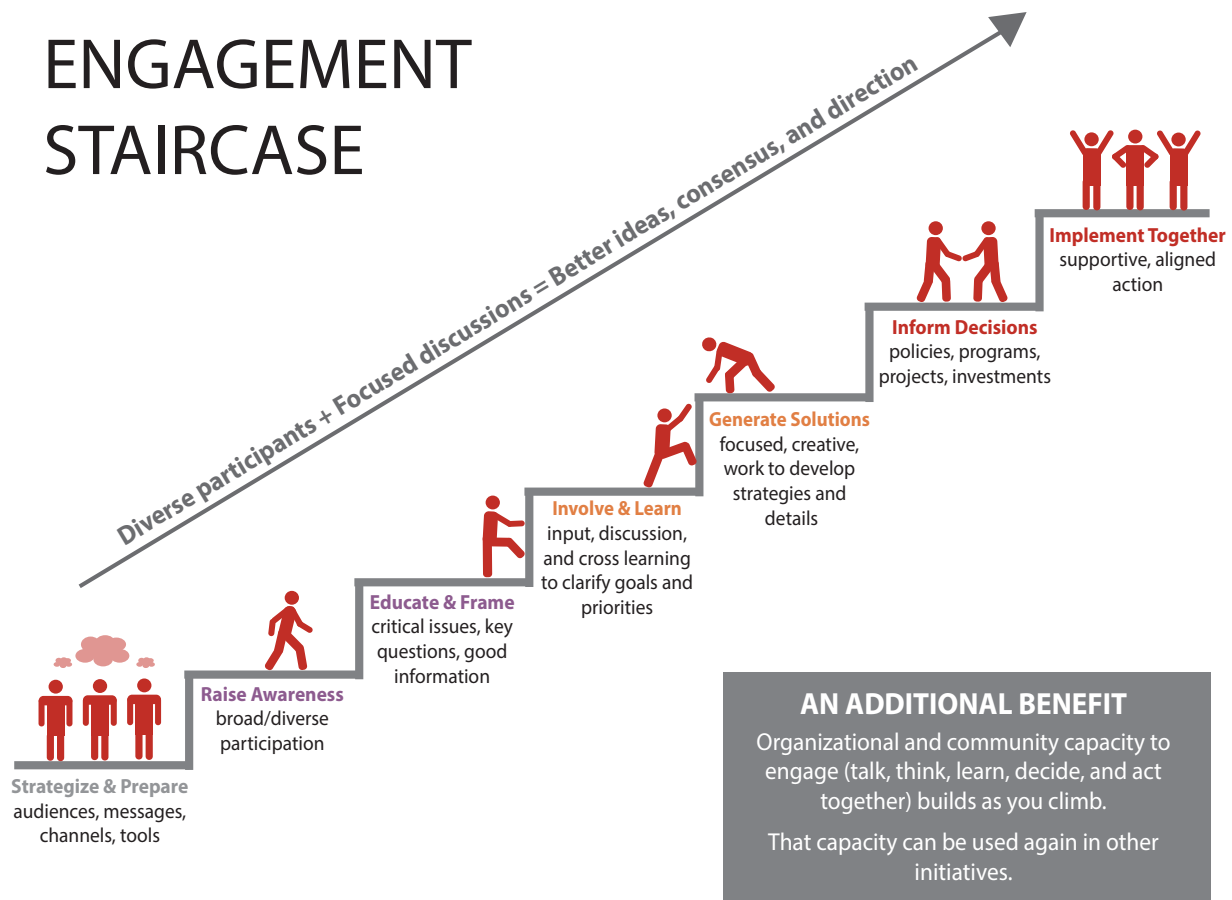 ENGAGEMENT
STAIRCASE
Diverse participants + Focused discussions = Better ideas, consensus, and direction
Strategize & Prepare
audiences, messages,
channels, tools
Raise Awareness
broad/diverse
participation
Educate & Frame
critical issues, key
questions, good
information
Involve & Learn
input, discussion,
and cross learning
to clarify goals and
priorities
Generate Solutions
focused, creative,
work to develop
strategies and
details
Inform Decisions
policies, programs,
projects, investments
Implement Together
supportive, aligned
action
AN ADDITIONAL BENEFIT
Organizational and community capacity to
engage (talk, think, learn, decide, and act
together) builds as you climb.
That capacity can be used again in other
initiatives.